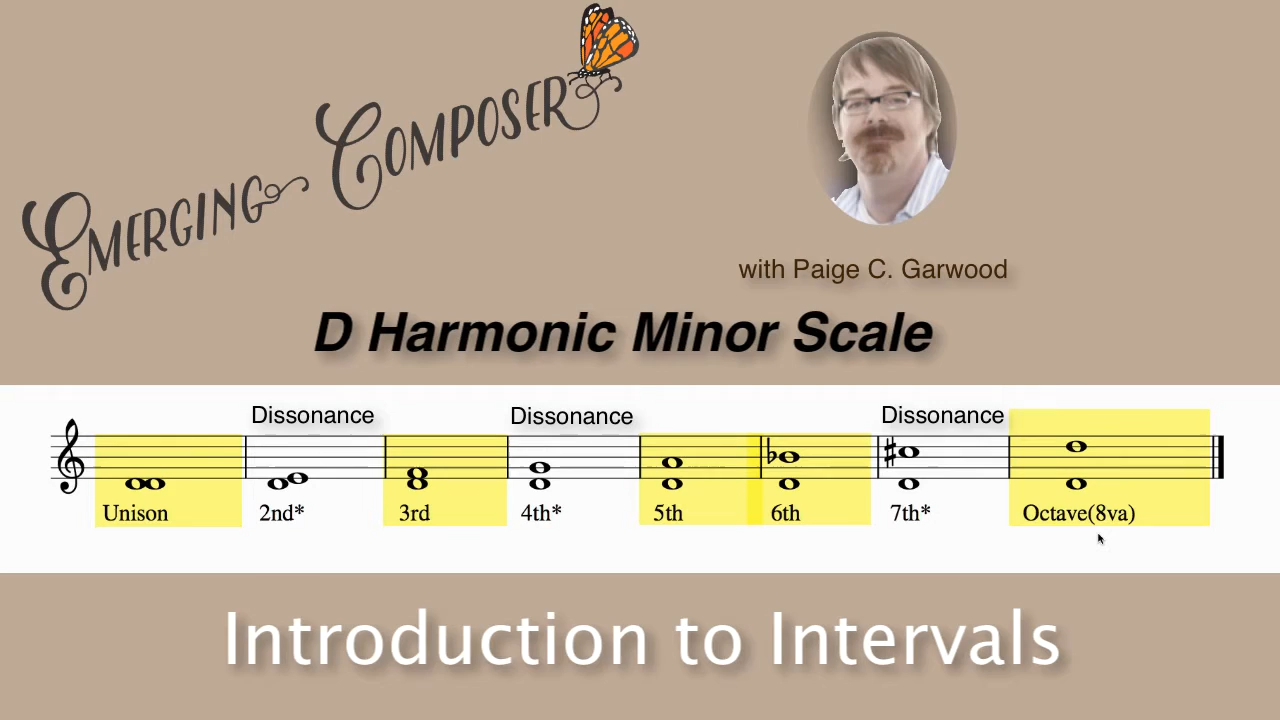 Emerging Composer
with Paige C. Garwood
D Harmonic Minor Scale
Dissonance Dissonance Dissonance
Unison 2nd* 3rd 4th* 5th 6th 7th* Octave(8va)
Introduction to Intervals